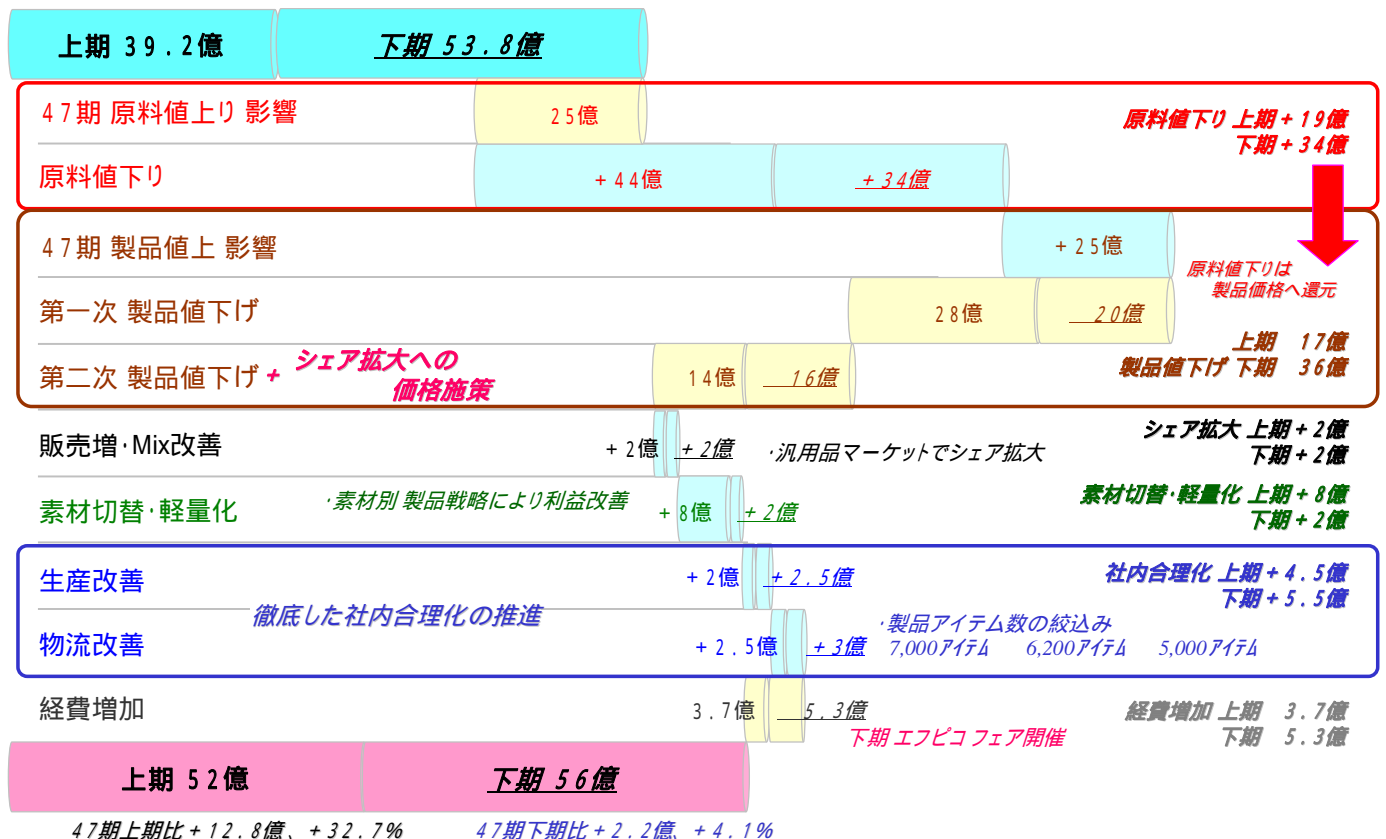 上期 39.2億 下期 53.8億
47期 原料値上り 影響 25億
原料値下り 上期+19億
下期+34億
原料値下り +44億 +34億
47期 製品値上 影響 +25億
原料値下りは
製品価格へ還元
第一次 製品値下げ 28億 20億
上期 17億
製品値下げ 下期 36億
第二次 製品値下げ+ シェア拡大への
価格施策
14億 16億
販売増・Mix改善 +2億 +2億 ・汎用品マーケットでシェア拡大
シェア拡大 上期+2億
下期+2億
素材切替・軽量化 ・素材別 製品戦略により利益改善 +8億 +2億
素材切替・軽量化 上期+8億
下期+2億
生産改善 +2億 +2.5億
社内合理化 上期+4.5億
下期+5.5億
徹底した社内合理化の推進
物流改善 +2.5億 +3億
・製品アイテム数の絞込み
7,000アイテム 6,200アイテム 5,000アイテム
経費増加 3.7億 5.3億
経費増加 上期 3.7億
下期 5.3億
下期 エフピコ フェア開催
上期 52億 下期 56億
47期上期比+12.8億、+32.7% 47期下期比+2.2億、+4.1%